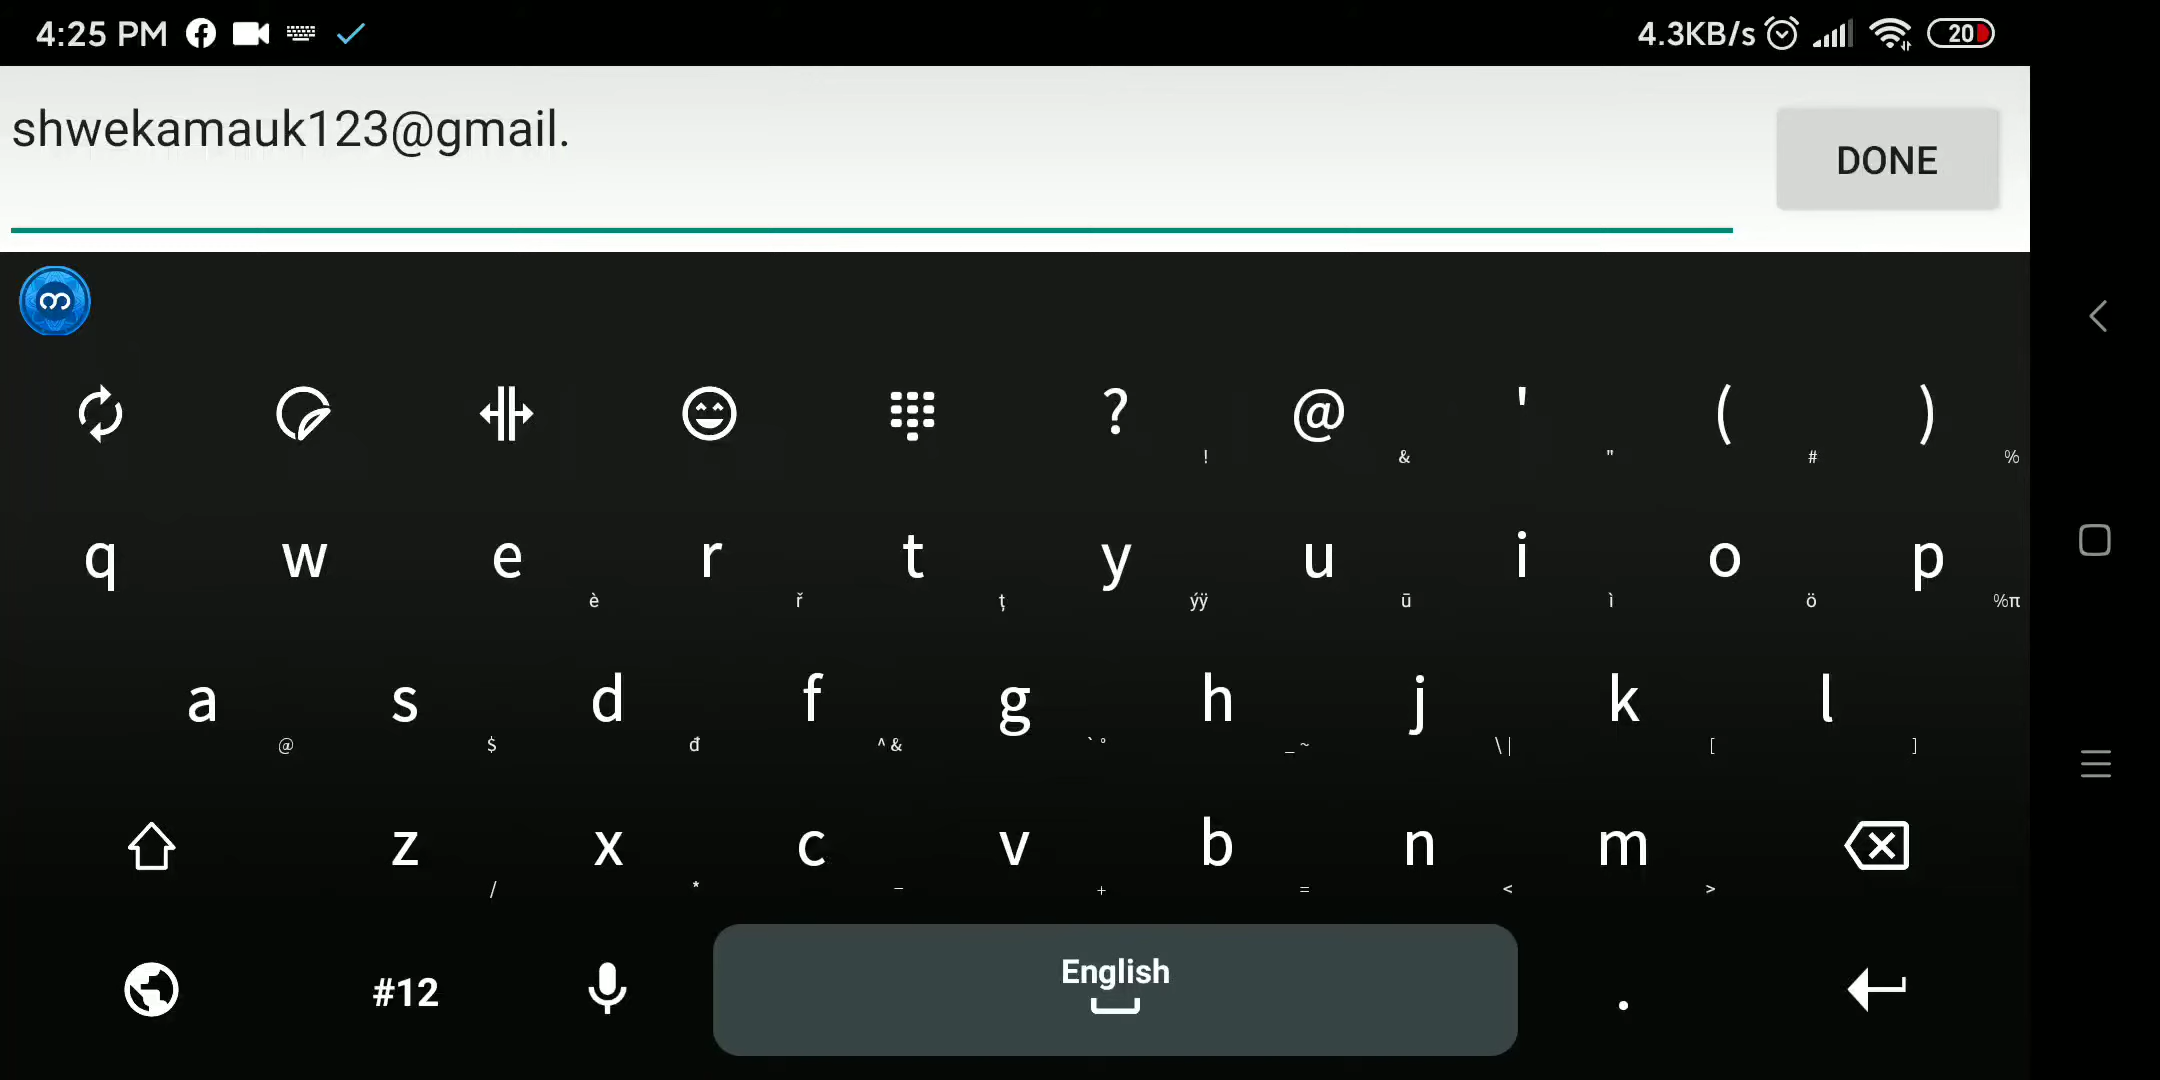 4:25 PM 4.3KB/s 20
shwekamauk123@gmail.
DONE
? @ ' ( )
! & " # %
q w e r t y u i o p
è ř ț ýÿ ū ì ö %π
a s d f g h j k l
@ $ đ ^ & ` ° _ ~ \ | [ ]
z x c v b n m
/ * − + = < >
#12 English .